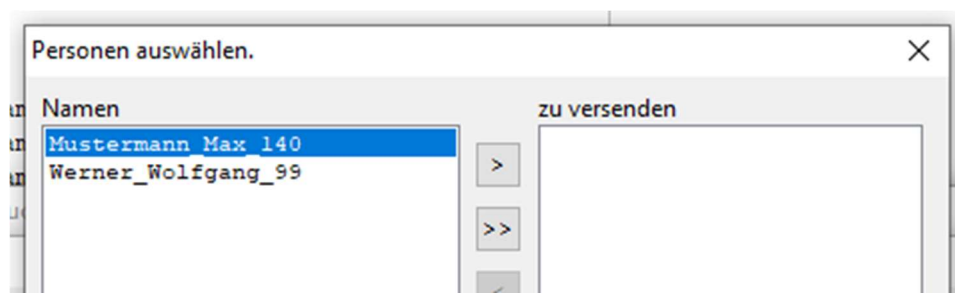 Personen auswählen.
Namen
zu versenden
Mustermann_Max_140
Werner_Wolfgang_99
>
>>
<